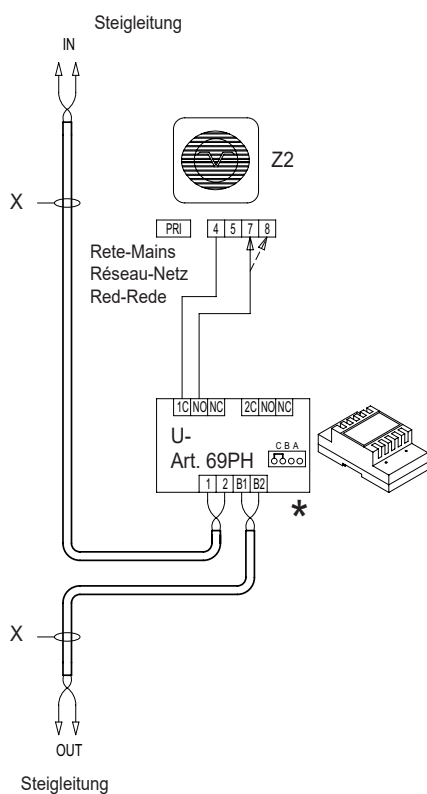 Steigleitung
IN
Z2
X
PRI 4 5 7 8
Rete-Mains
Réseau-Netz
Red-Rede
1C NO NC 2C NO NC
U-
Art. 69PH
C B A
1 2 B1 B2
*
X
OUT
Steigleitung